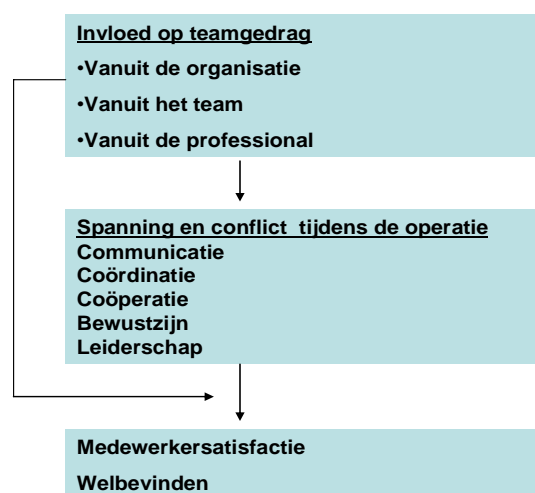 Invloed op teamgedrag
•Vanuit de organisatie
•Vanuit het team
•Vanuit de professional
Spanning en conflict tijdens de operatie
Communicatie
Coördinatie
Coöperatie
Bewustzijn
Leiderschap
Medewerkersatisfactie
Welbevinden